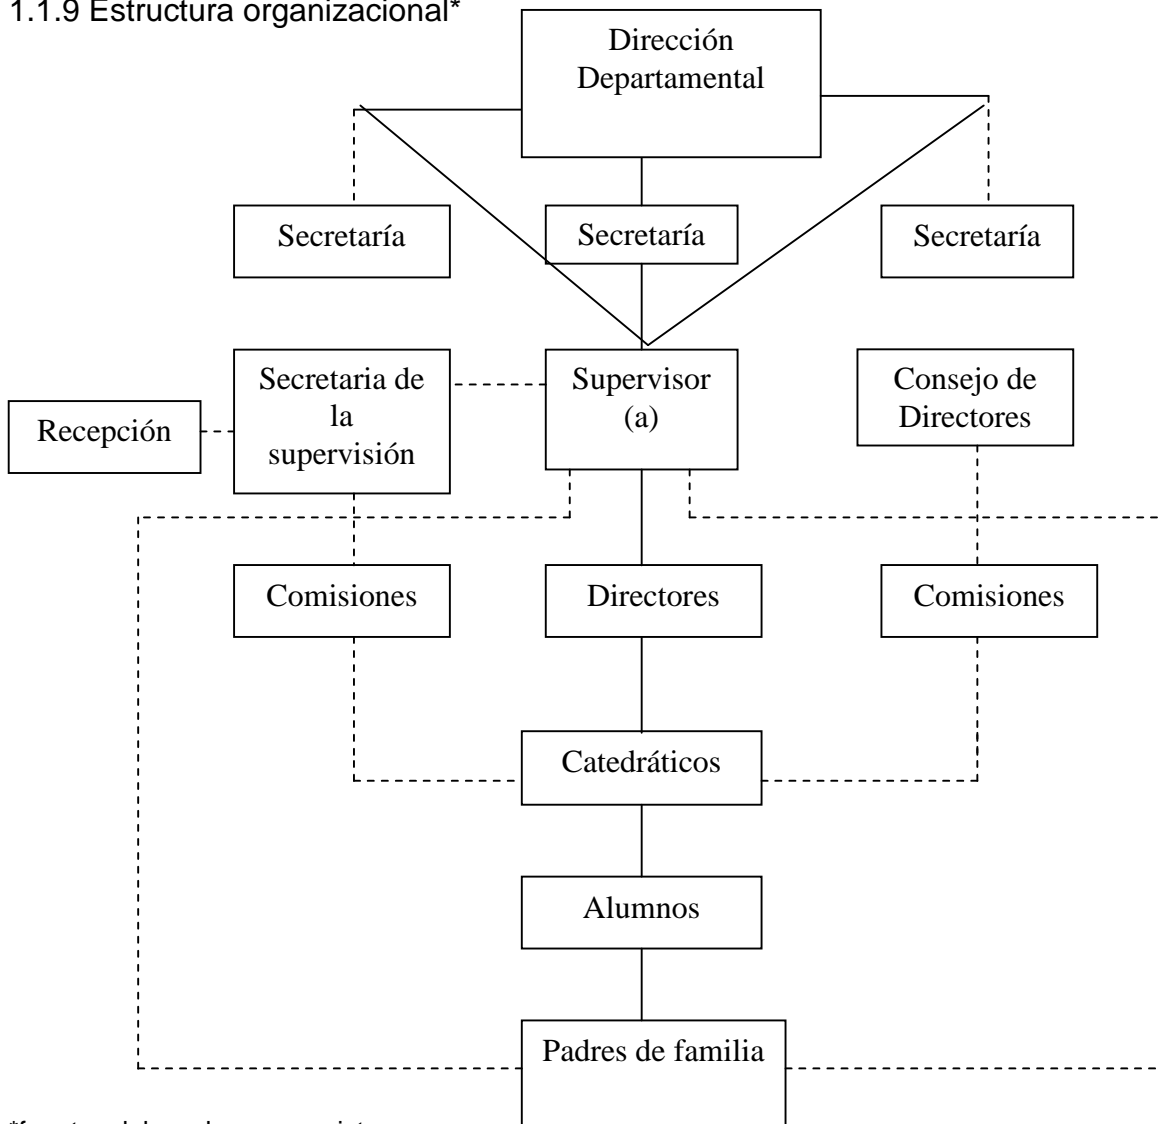 1.1.9 Estructura organizacional*
Dirección
Departamental
Secretaría
Secretaría
Secretaría
Secretaria de
la
supervisión
Supervisor
(a)
Consejo de
Directores
Recepción
Comisiones
Directores
Comisiones
Catedráticos
Alumnos
Padres de familia